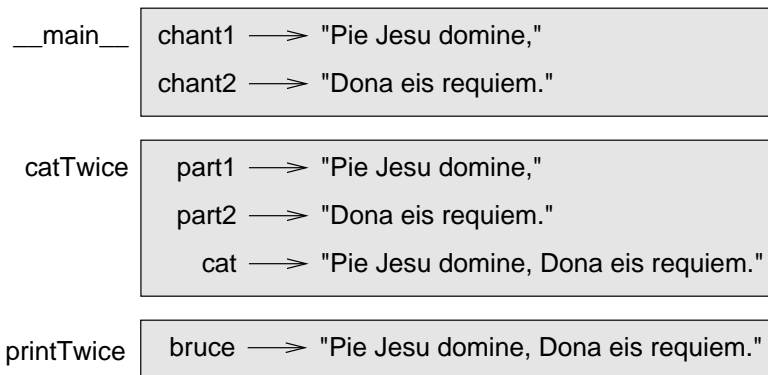 __main__ chant1 "Pie Jesu domine,"
chant2 "Dona eis requiem."
catTwice part1 "Pie Jesu domine,"
part2 "Dona eis requiem."
cat "Pie Jesu domine, Dona eis requiem."
printTwice bruce "Pie Jesu domine, Dona eis requiem."